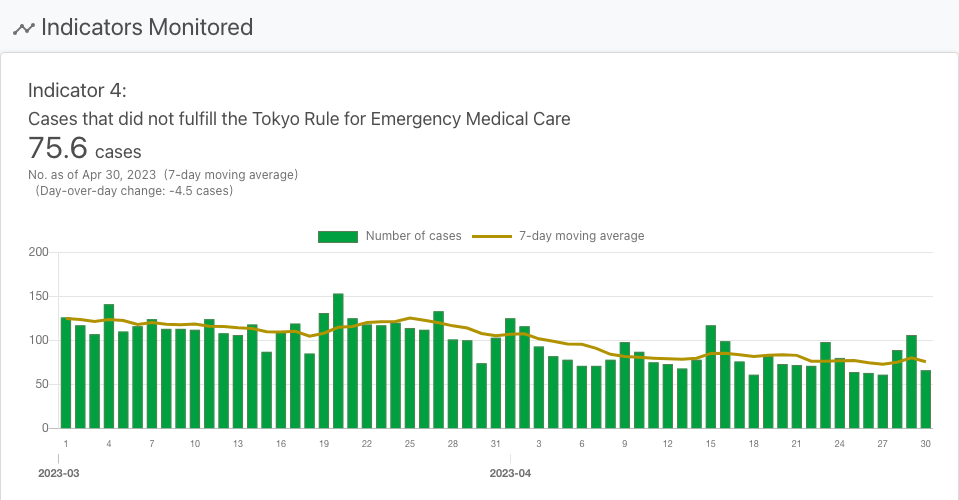 Indicators Monitored
Indicator 4:
Cases that did not fulfill the Tokyo Rule for Emergency Medical Care
75.6 cases
No. as of Apr 30, 2023 (7-day moving average)
(Day-over-day change: -4.5 cases)
Number of cases 7-day moving average
200
150
100
50
0
1 4 7 10 13 16 19 22 25 28 31 3 6 9 12 15 18 21 24 27 30
2023-03 2023-04